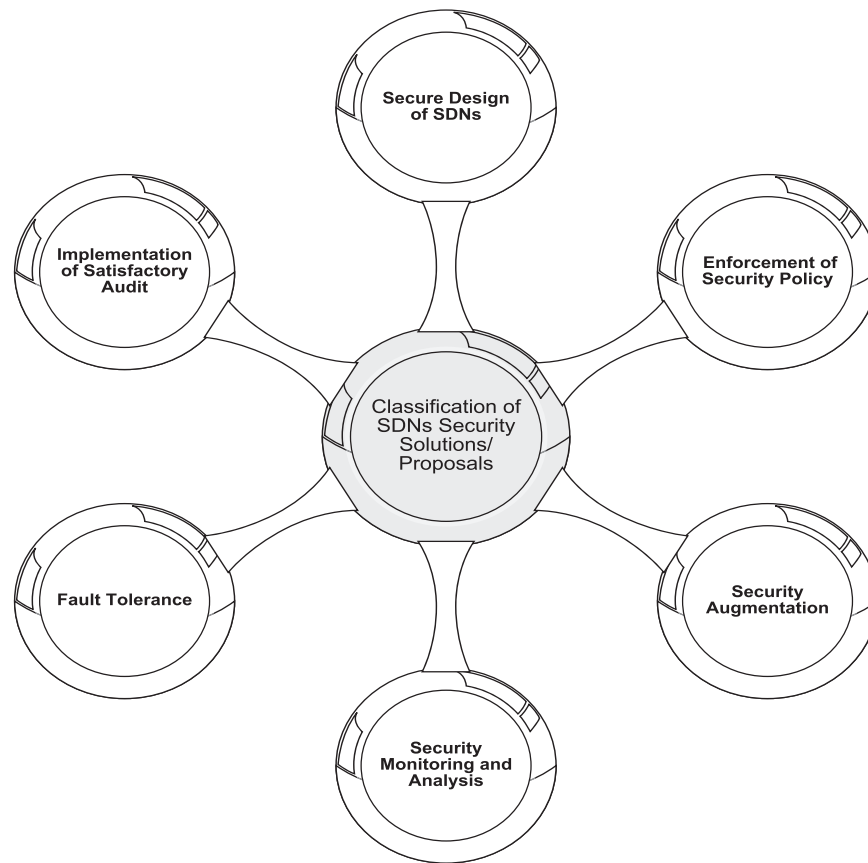 Secure Design
of SDNs
Implementation
of Satisfactory
Audit
Enforcement of
Security Policy
Classification of
SDNs Security
Solutions/
Proposals
Fault Tolerance
Security
Augmentation
Security
Monitoring and
Analysis